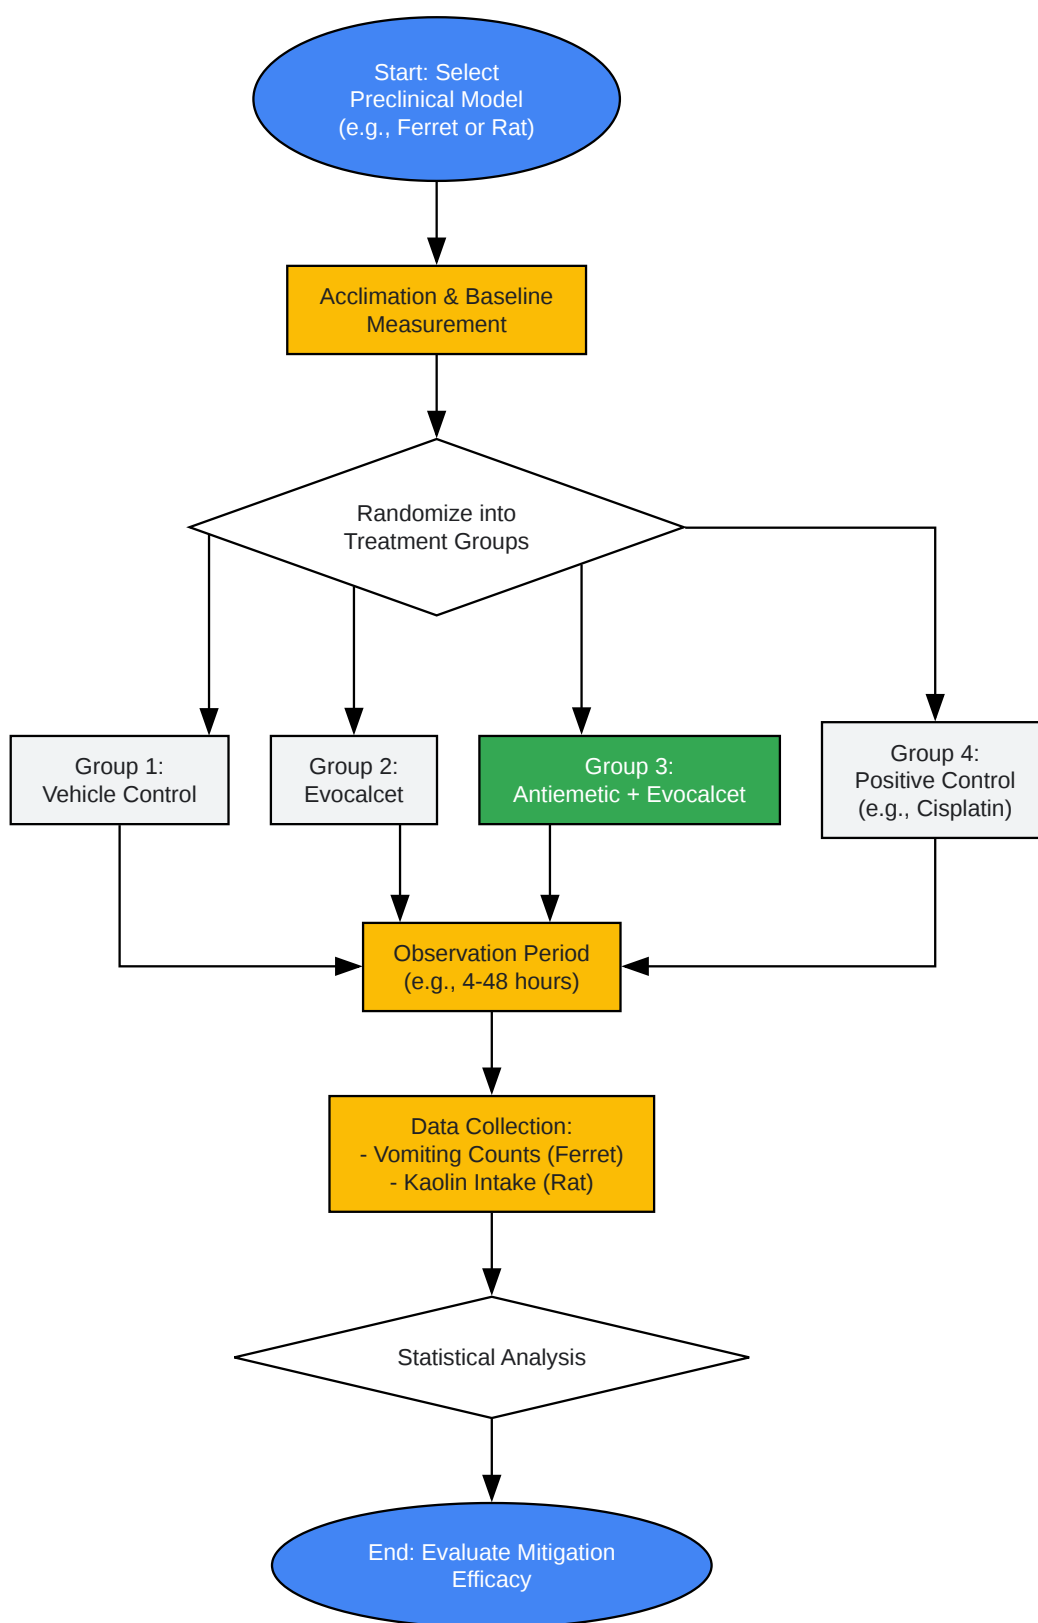 Start: Select
Preclinical Model
(e.g., Ferret or Rat)
Acclimation & Baseline
Measurement
Randomize into
Treatment Groups
Group 1:
Vehicle Control
Group 2:
Evocalcet
Group 3:
Antiemetic + Evocalcet
Group 4:
Positive Control
(e.g., Cisplatin)
Observation Period
(e.g., 4-48 hours)
Data Collection:
- Vomiting Counts (Ferret)
- Kaolin Intake (Rat)
Statistical Analysis
End: Evaluate Mitigation
Efficacy